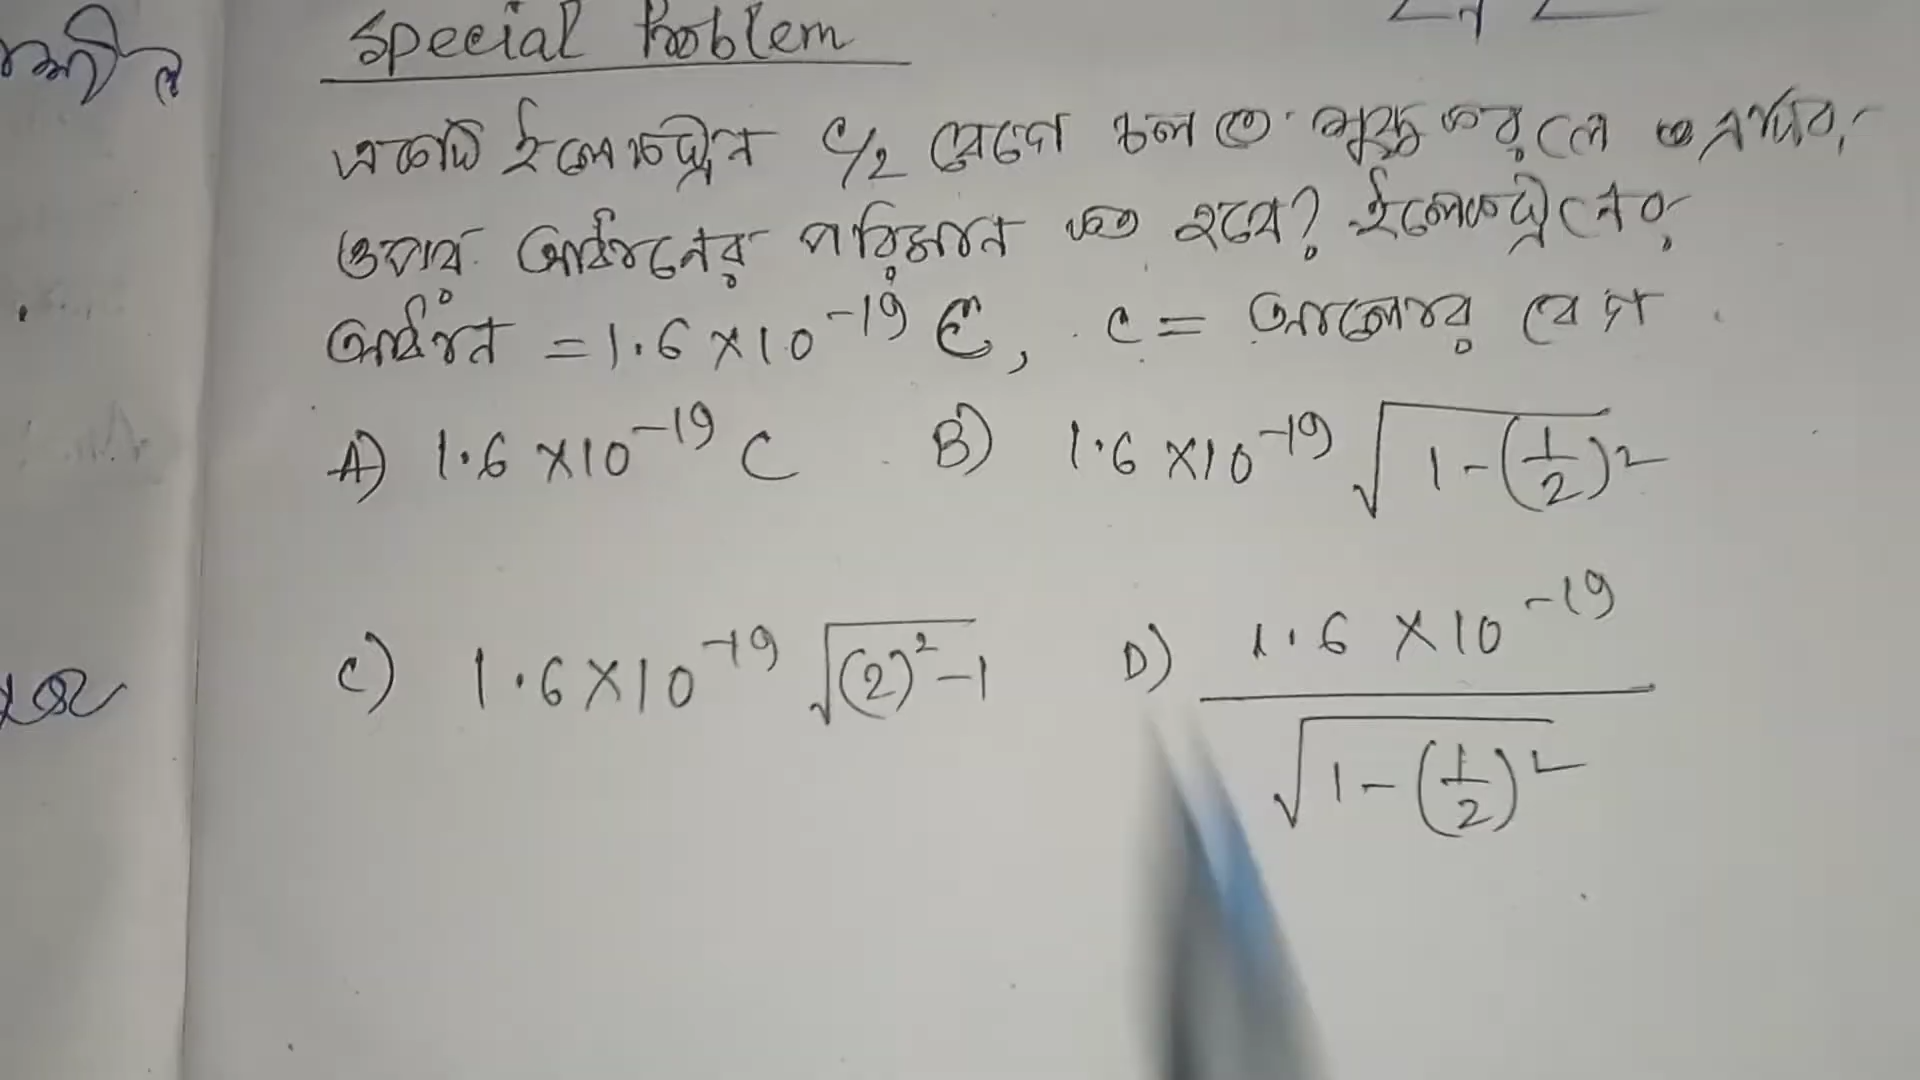 Special Problem
একটি ইলেকট্রন c/2 বেগে চলতে শুরু করলে এটার
ওপর আধানের পরিমান কত হবে? ইলেকট্রনের
আধান = 1.6 × 10^-19 C, c = আলোর বেগ
A) 1.6 × 10^-19 C B) 1.6 × 10^-19 √(1-(1/2)²)
C) 1.6 × 10^-19 √((2)²-1) D) 1.6 × 10^-19 / √(1-(1/2)²)